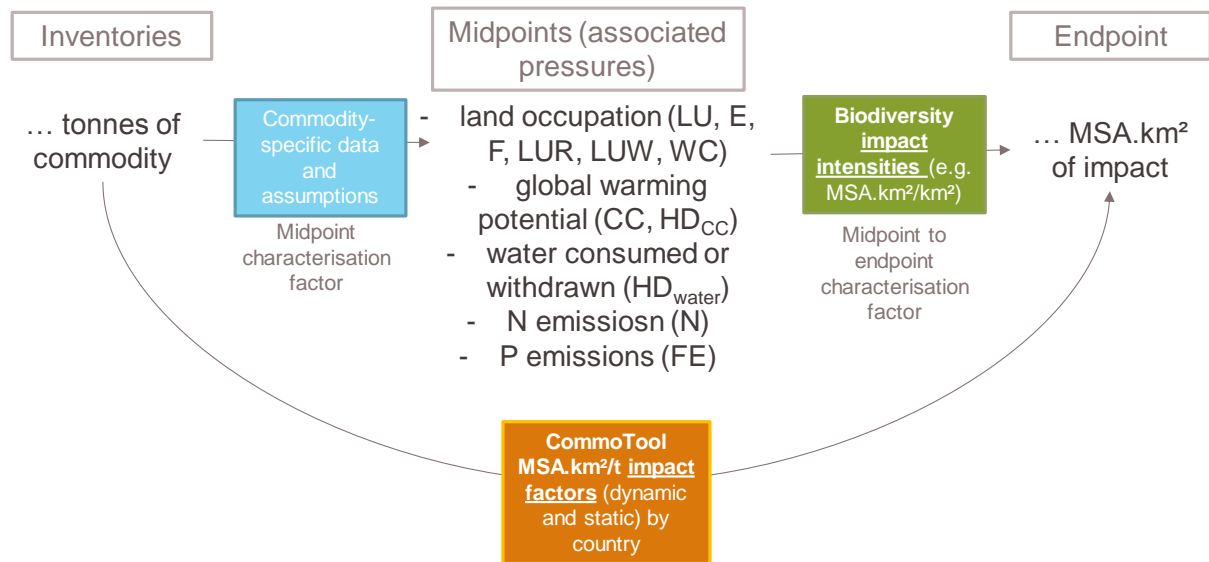 Inventories
Midpoints (associated
pressures)
Endpoint
… tonnes of
commodity
Commodity-
specific data
and
assumptions
Midpoint
characterisation
factor
- land occupation (LU, E,
F, LUR, LUW, WC)
- global warming
potential (CC, HDCC)
- water consumed or
withdrawn (HDwater)
- N emissiosn (N)
- P emissions (FE)
Biodiversity
impact
intensities (e.g.
MSA.km²/km²)
Midpoint to
endpoint
characterisation
factor
… MSA.km²
of impact
CommoTool
MSA.km²/t impact
factors (dynamic
and static) by
country